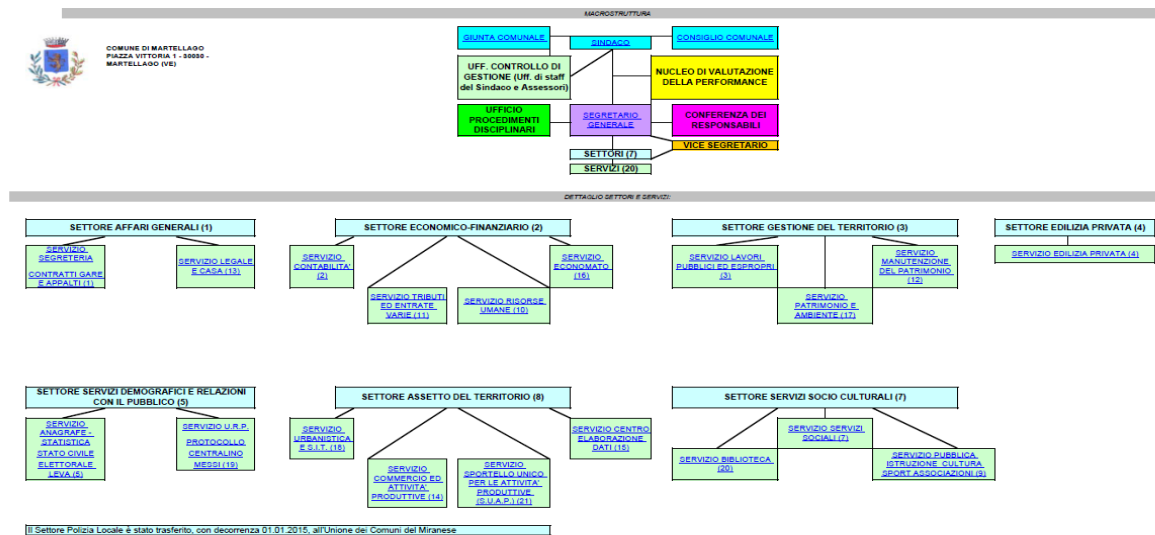 MACROSTRUTTURA
COMUNE DI MARTELLAGO
PIAZZA VITTORIA 1 - 30030 -
MARTELLAGO (VE)
GIUNTA COMUNALE
SINDACO
CONSIGLIO COMUNALE
UFF. CONTROLLO DI
GESTIONE (Uff. di staff
del Sindaco e Assessori)
NUCLEO DI VALUTAZIONE
DELLA PERFORMANCE
UFFICIO
PROCEDIMENTI
DISCIPLINARI
SEGRETARIO
GENERALE
CONFERENZA DEI
RESPONSABILI
VICE SEGRETARIO
SETTORI (7)
SERVIZI (20)
DETTAGLIO SETTORI E SERVIZI:
SETTORE AFFARI GENERALI (1)
SERVIZIO
SEGRETERIA
CONTRATTI GARE
E APPALTI (1)
SERVIZIO LEGALE
E CASA (13)
SETTORE ECONOMICO-FINANZIARIO (2)
SERVIZIO
CONTABILITA' (2)
SERVIZIO TRIBUTI
ED ENTRATE
VARIE (11)
SERVIZIO RISORSE
UMANE (10)
SERVIZIO
ECONOMATO
(16)
SETTORE GESTIONE DEL TERRITORIO (3)
SERVIZIO LAVORI
PUBBLICI ED ESPROPRI
(3)
SERVIZIO
PATRIMONIO E
AMBIENTE (17)
SERVIZIO
MANUTENZIONE
DEL PATRIMONIO
(12)
SETTORE EDILIZIA PRIVATA (4)
SERVIZIO EDILIZIA PRIVATA (4)
SETTORE SERVIZI DEMOGRAFICI E RELAZIONI
CON IL PUBBLICO (5)
SERVIZIO
ANAGRAFE -
STATISTICA
STATO CIVILE
ELETTORALE
LEVA (5)
SERVIZIO U.R.P.
PROTOCOLLO
CENTRALINO
MESSI (19)
SETTORE ASSETTO DEL TERRITORIO (8)
SERVIZIO
URBANISTICA
E S.I.T. (18)
SERVIZIO
COMMERCIO ED
ATTIVITA'
PRODUTTIVE (14)
SERVIZIO
SPORTELLO UNICO
PER LE ATTIVITA'
PRODUTTIVE
(S.U.A.P.) (21)
SERVIZIO CENTRO
ELABORAZIONE
DATI (15)
SETTORE SERVIZI SOCIO CULTURALI (7)
SERVIZIO BIBLIOTECA
(20)
SERVIZIO SERVIZI
SOCIALI (7)
SERVIZIO PUBBLICA
ISTRUZIONE CULTURA
SPORT ASSOCIAZIONI (9)
Il Settore Polizia Locale è stato trasferito, con decorrenza 01.01.2015, all'Unione dei Comuni del Miranese